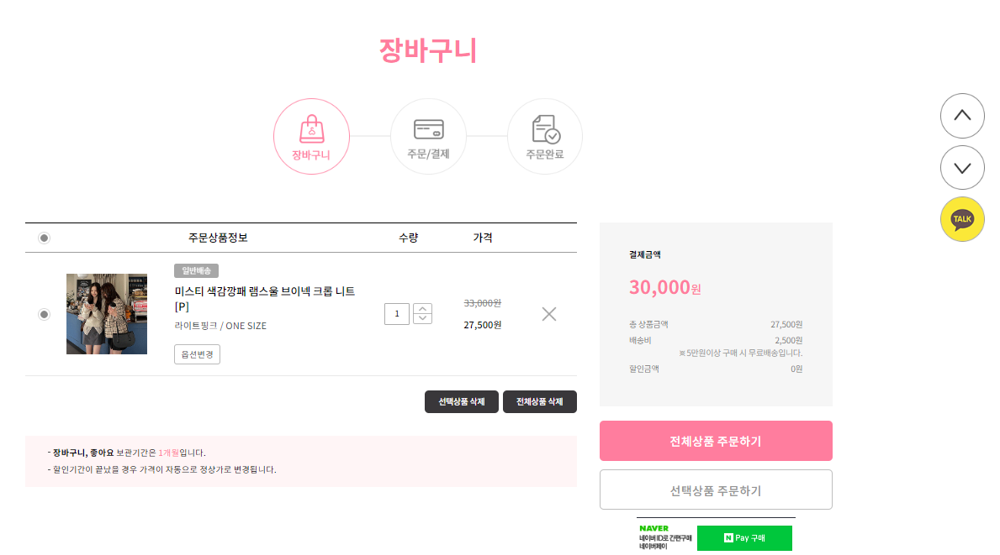 장바구니
장바구니
주문/결제
주문완료
TALK
주문상품정보 수량 가격
일반배송
미스티 색감깡패 램스울 브이넥 크롭 니트
[P]
라이트핑크 / ONE SIZE
옵션변경
1
33,000원
27,500원
선택상품 삭제 전체상품 삭제
- 장바구니, 좋아요 보관기간은 1개월입니다.
- 할인기간이 끝났을 경우 가격이 자동으로 정상가로 변경됩니다.
결제금액
30,000원
총 상품금액 27,500원
배송비 2,500원
※ 5만원이상 구매 시 무료배송입니다.
할인금액 0원
전체상품 주문하기
선택상품 주문하기
NAVER
네이버 ID로 간편구매
네이버페이
N Pay 구매